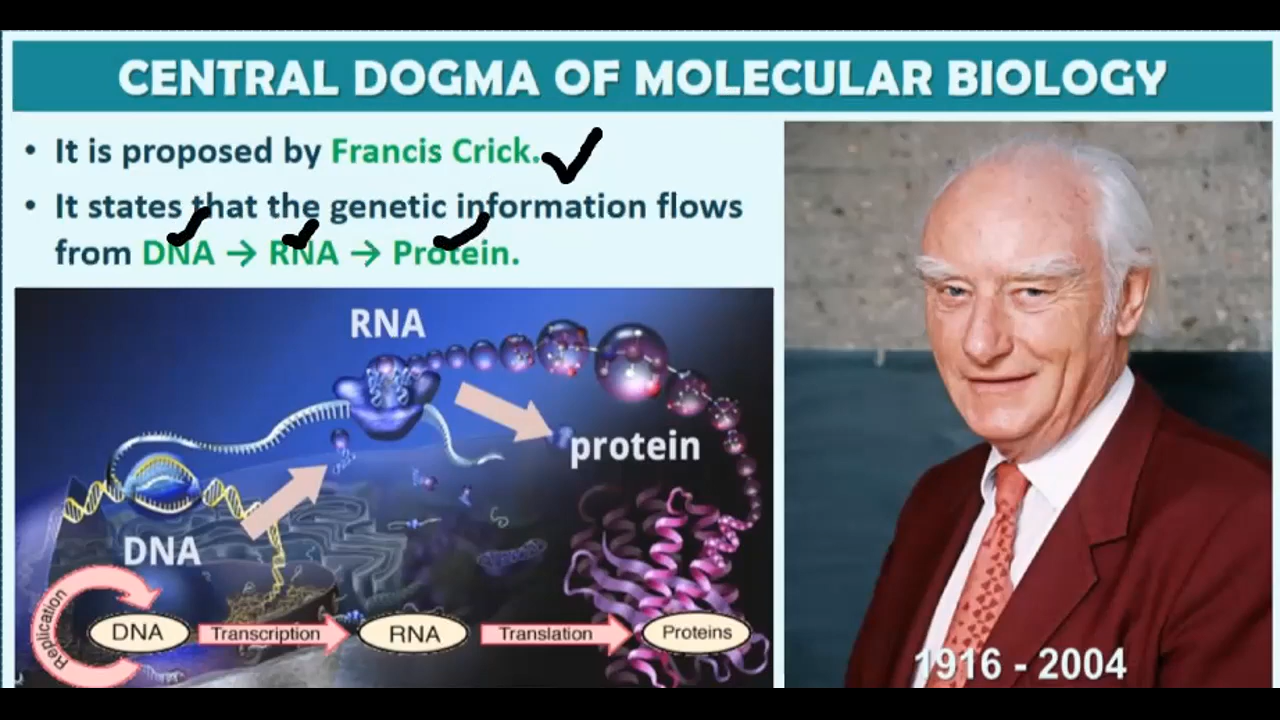 CENTRAL DOGMA OF MOLECULAR BIOLOGY
• It is proposed by Francis Crick.
• It states that the genetic information flows
from DNA → RNA → Protein.
RNA
protein
DNA
Replication
DNA Transcription RNA Translation Proteins
1916 - 2004